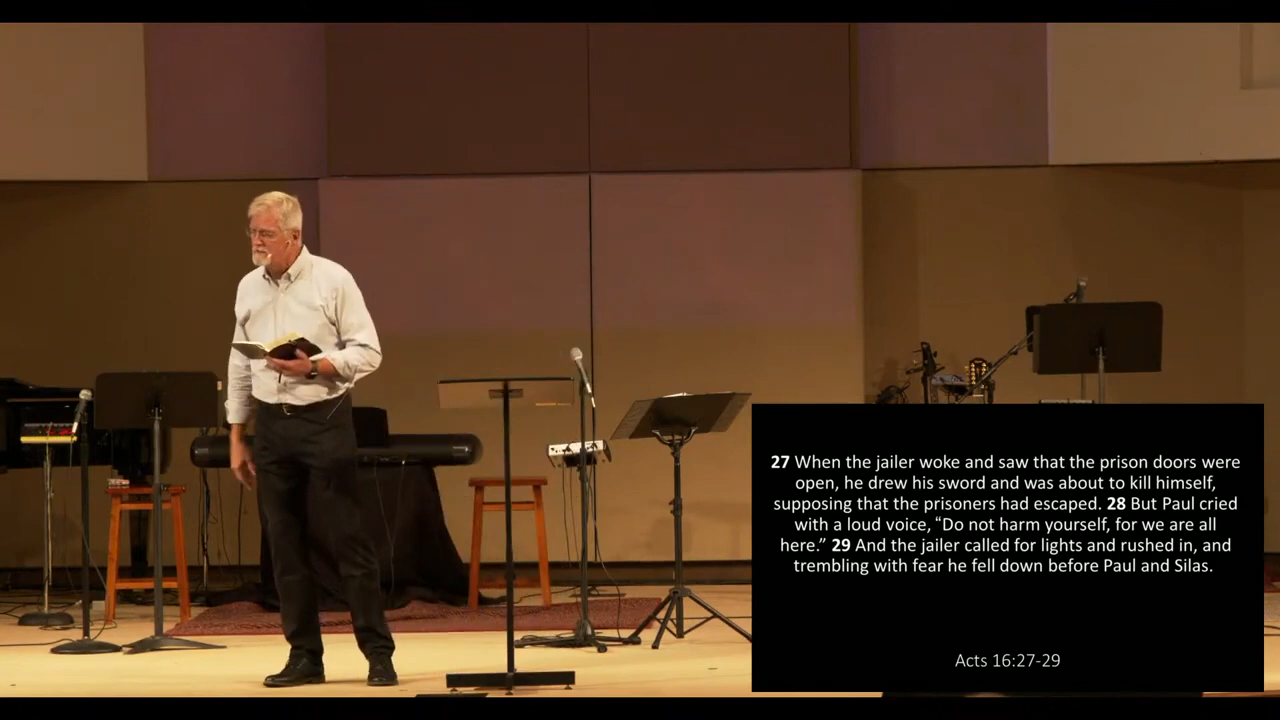 27 When the jailer woke and saw that the prison doors were
open, he drew his sword and was about to kill himself,
supposing that the prisoners had escaped. 28 But Paul cried
with a loud voice, “Do not harm yourself, for we are all
here.” 29 And the jailer called for lights and rushed in, and
trembling with fear he fell down before Paul and Silas.
Acts 16:27-29